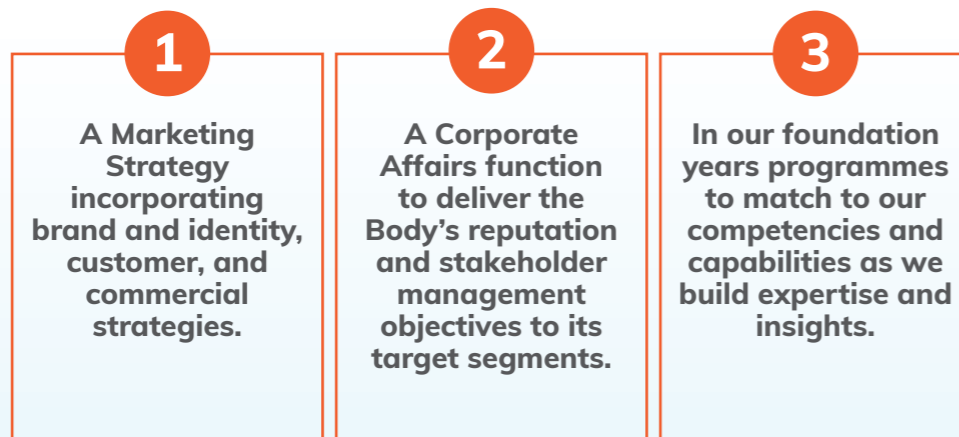 1
A Marketing
Strategy
incorporating
brand and identity,
customer, and
commercial
strategies.
2
A Corporate
Affairs function
to deliver the
Body’s reputation
and stakeholder
management
objectives to its
target segments.
3
In our foundation
years programmes
to match to our
competencies and
capabilities as we
build expertise and
insights.